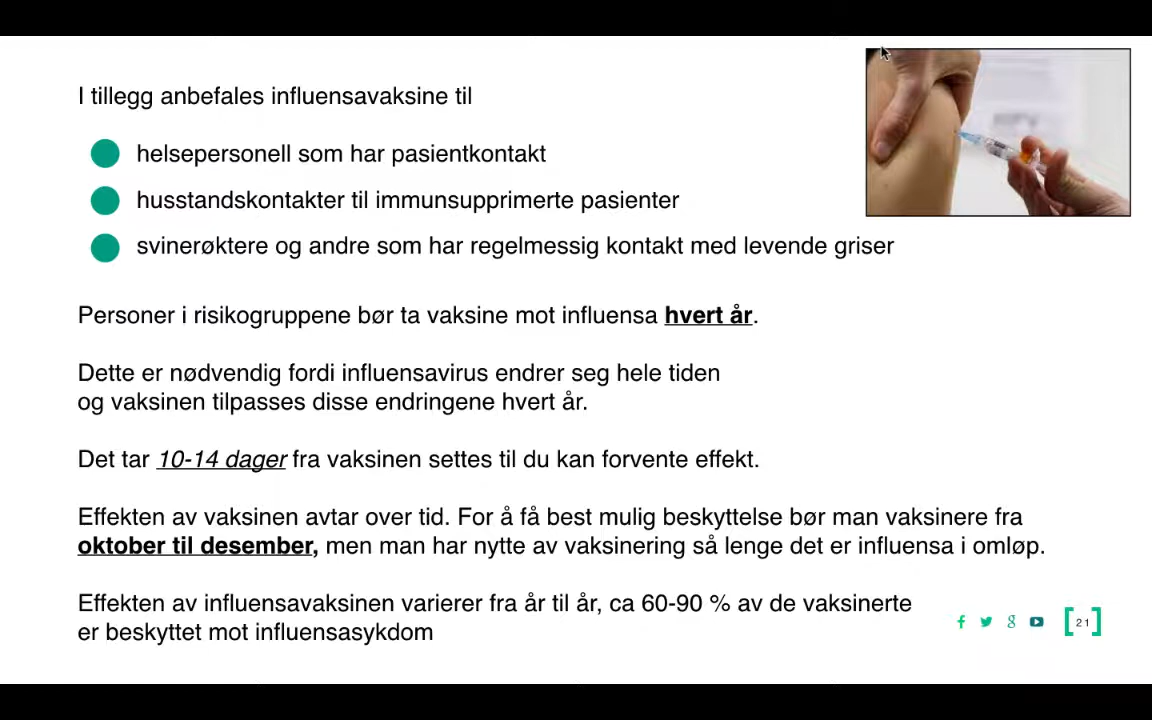 I tillegg anbefales influensavaksine til
helsepersonell som har pasientkontakt
husstandskontakter til immunsupprimerte pasienter
svinerøktere og andre som har regelmessig kontakt med levende griser
Personer i risikogruppene bør ta vaksine mot influensa hvert år.
Dette er nødvendig fordi influensavirus endrer seg hele tiden
og vaksinen tilpasses disse endringene hvert år.
Det tar 10-14 dager fra vaksinen settes til du kan forvente effekt.
Effekten av vaksinen avtar over tid. For å få best mulig beskyttelse bør man vaksinere fra
oktober til desember, men man har nytte av vaksinering så lenge det er influensa i omløp.
Effekten av influensavaksinen varierer fra år til år, ca 60-90 % av de vaksinerte
er beskyttet mot influensasykdom
[21]